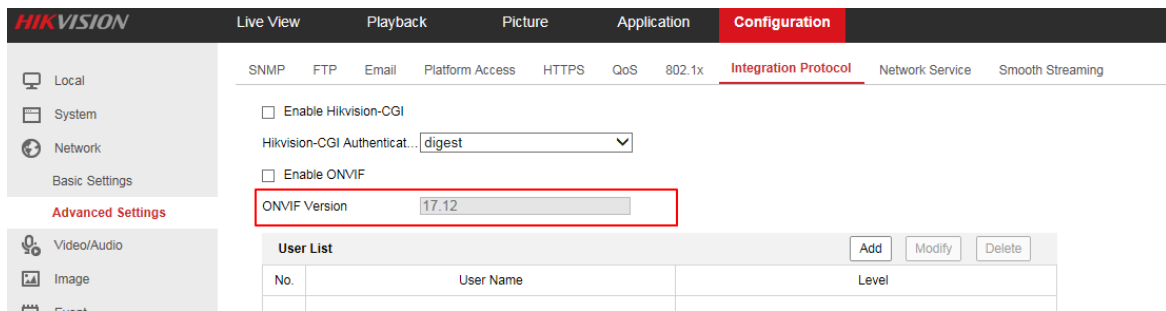 HIKVISION Live View Playback Picture Application Configuration
SNMP FTP Email Platform Access HTTPS QoS 802.1x Integration Protocol Network Service Smooth Streaming
Local
System
Network
Basic Settings
Advanced Settings
Video/Audio
Image
Event
Enable Hikvision-CGI
Hikvision-CGI Authenticat... digest
Enable ONVIF
ONVIF Version 17.12
User List Add Modify Delete
No. User Name Level